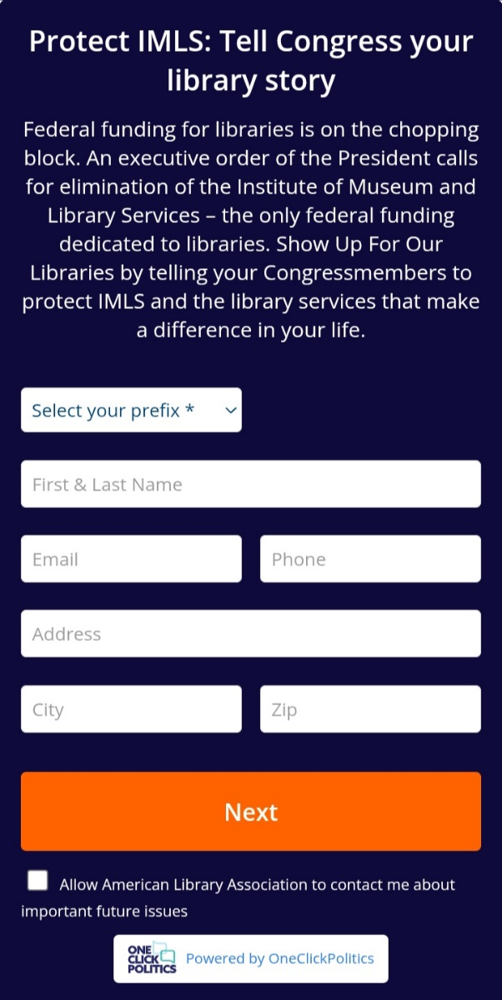 Protect IMLS: Tell Congress your
library story
Federal funding for libraries is on the chopping
block. An executive order of the President calls
for elimination of the Institute of Museum and
Library Services – the only federal funding
dedicated to libraries. Show Up For Our
Libraries by telling your Congressmembers to
protect IMLS and the library services that make
a difference in your life.
Select your prefix *
First & Last Name
Email
Phone
Address
City
Zip
Next
Allow American Library Association to contact me about
important future issues
ONE
CLICK
POLITICS
Powered by OneClickPolitics